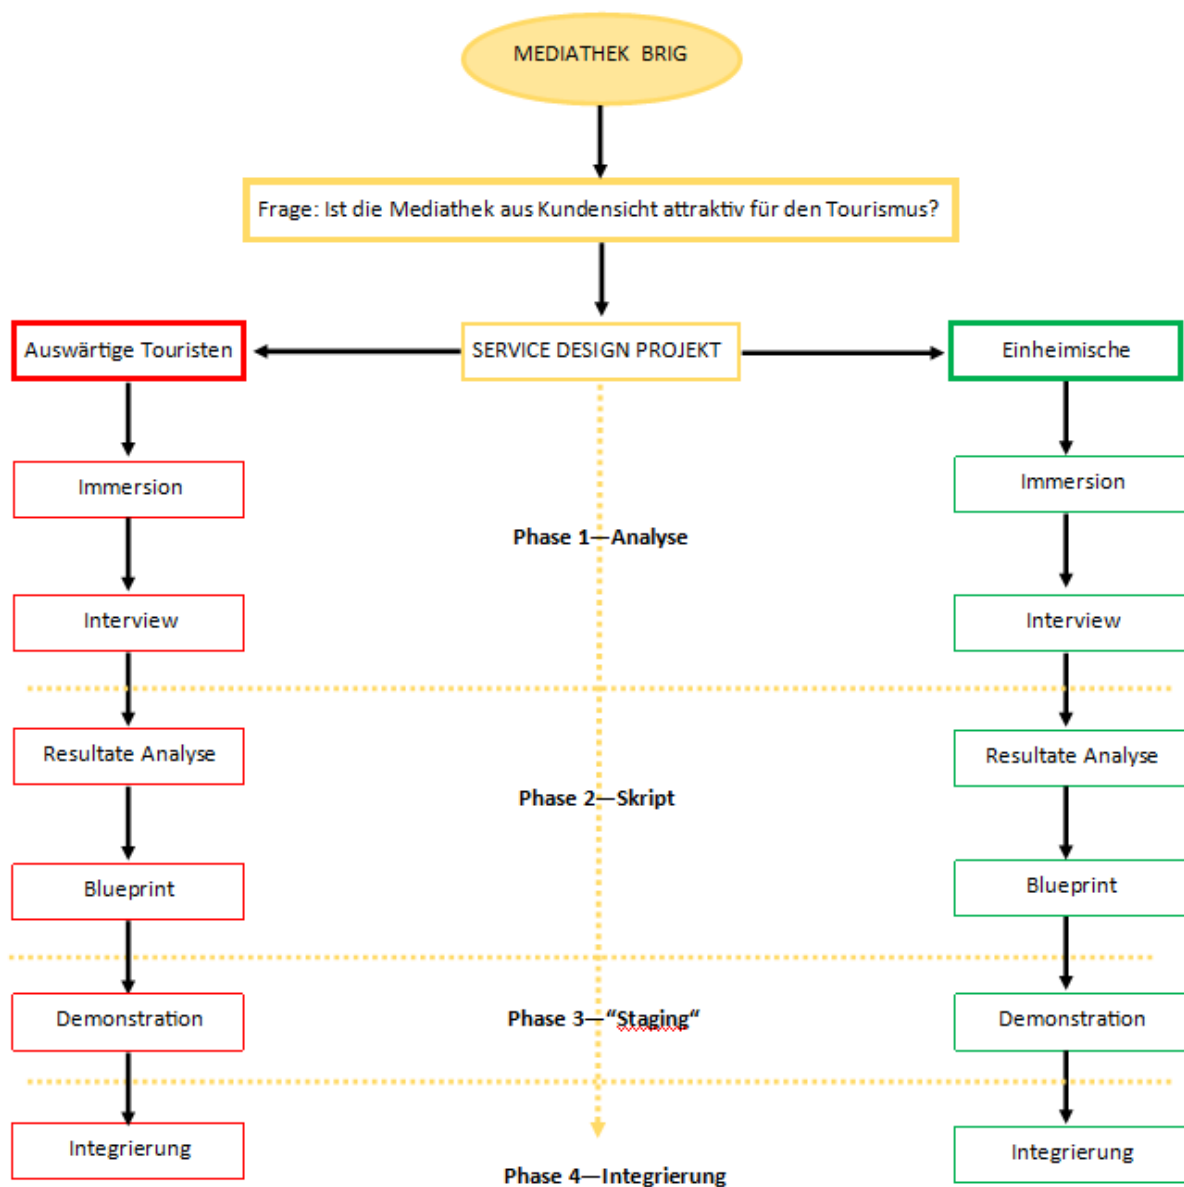 MEDIATHEK BRIG
Frage: Ist die Mediathek aus Kundensicht attraktiv für den Tourismus?
Auswärtige Touristen
SERVICE DESIGN PROJEKT
Einheimische
Immersion
Immersion
Phase 1—Analyse
Interview
Interview
Resultate Analyse
Resultate Analyse
Phase 2—Skript
Blueprint
Blueprint
Demonstration
Phase 3—“Staging“
Demonstration
Integrierung
Integrierung
Phase 4—Integrierung